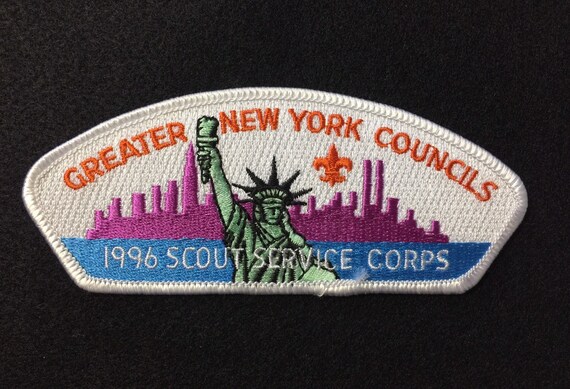 GREATER NEW YORK COUNCILS
1996 SCOUT SERVICE CORPS